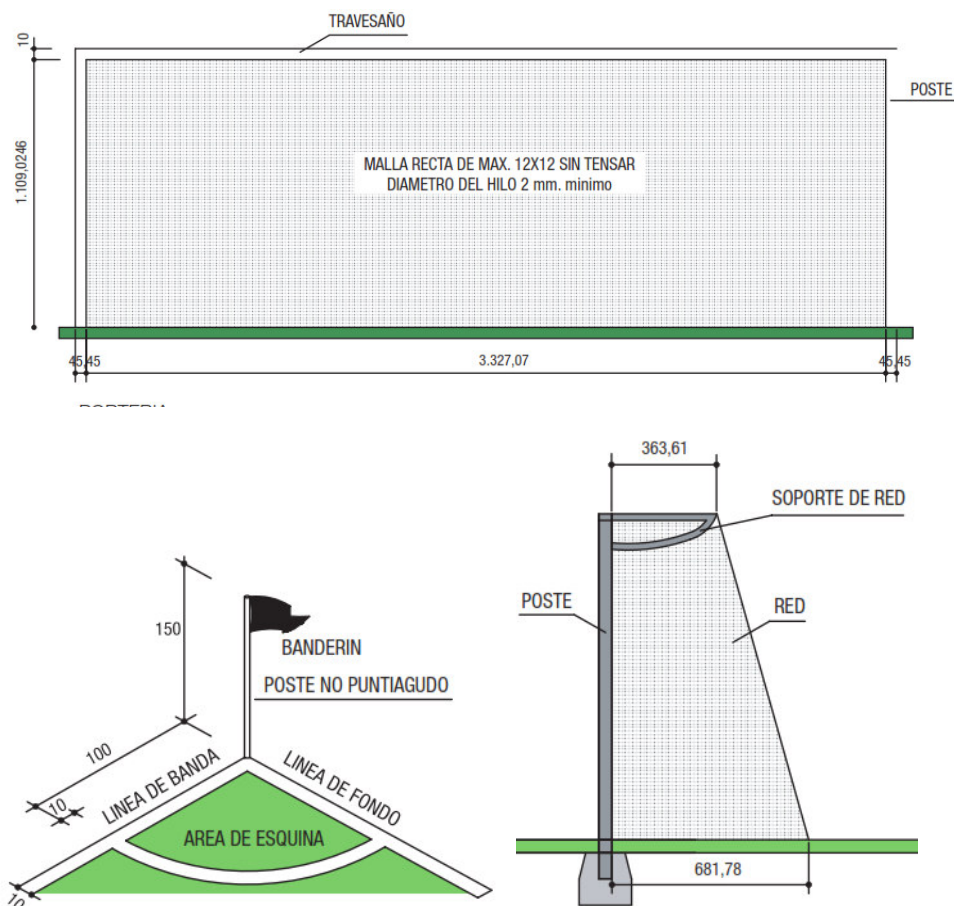 TRAVESAÑO
10
POSTE
1.109,0246
MALLA RECTA DE MAX. 12X12 SIN TENSAR
DIAMETRO DEL HILO 2 mm. minimo
45,45
3.327,07
45,45
363,61
SOPORTE DE RED
POSTE
RED
681,78
150
BANDERIN
POSTE NO PUNTIAGUDO
100
10
LINEA DE BANDA
LINEA DE FONDO
AREA DE ESQUINA
10